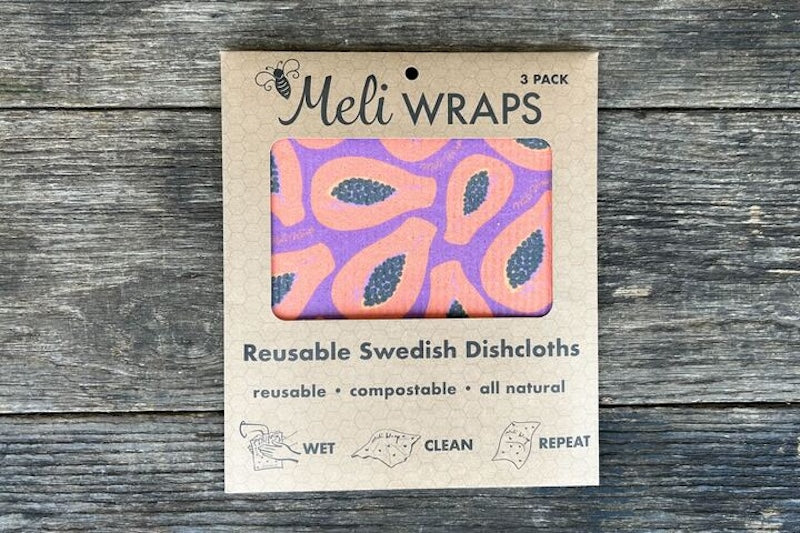 3 PACK
Meli WRAPS
Reusable Swedish Dishcloths
reusable • compostable • all natural
WET CLEAN REPEAT